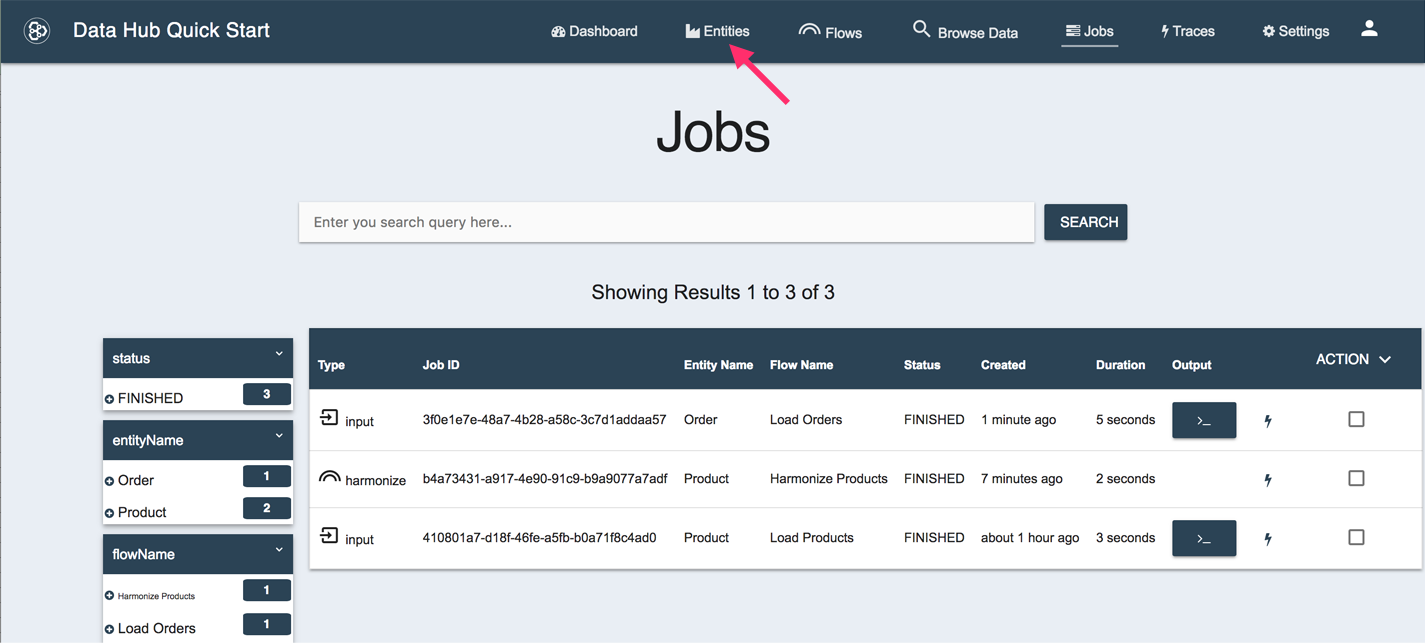 Data Hub Quick Start Dashboard Entities Flows Browse Data Jobs Traces Settings
Jobs
Enter you search query here... SEARCH
Showing Results 1 to 3 of 3
status
FINISHED 3
entityName
Order 1
Product 2
flowName
Harmonize Products 1
Load Orders 1
Type Job ID Entity Name Flow Name Status Created Duration Output ACTION
input 3f0e1e7e-48a7-4b28-a58c-3c7d1addaa57 Order Load Orders FINISHED 1 minute ago 5 seconds >_
harmonize b4a73431-a917-4e90-91c9-b9a9077a7adf Product Harmonize Products FINISHED 7 minutes ago 2 seconds
input 410801a7-d18f-46fe-a5fb-b0a71f8c4ad0 Product Load Products FINISHED about 1 hour ago 3 seconds >_